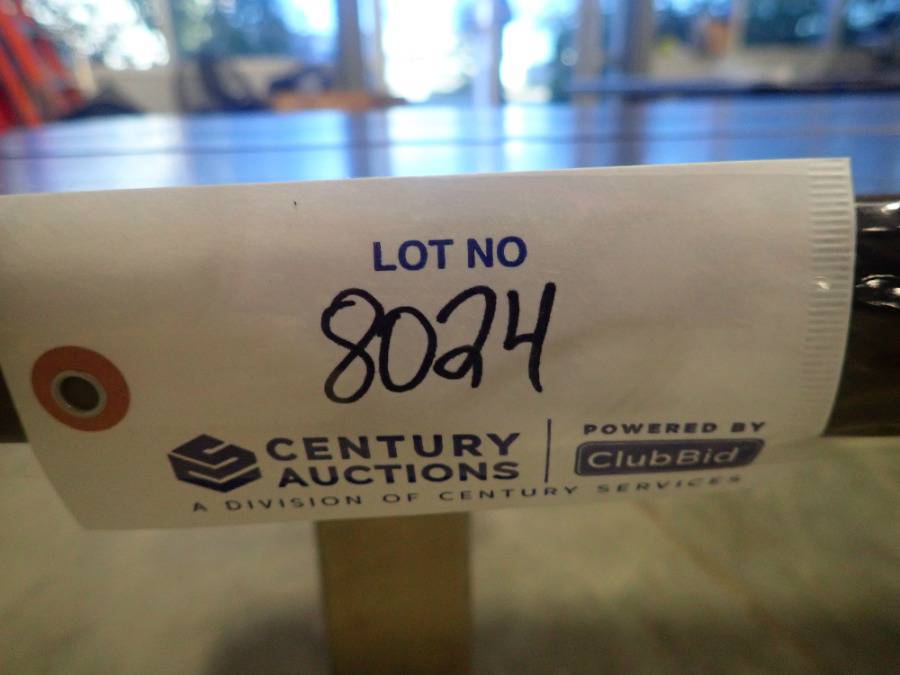 LOT NO
8024
CENTURY AUCTIONS
POWERED BY
ClubBid
A DIVISION OF CENTURY SERVICES